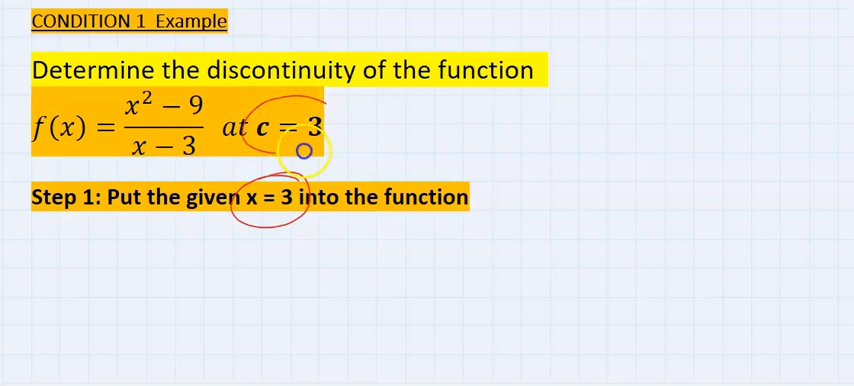 CONDITION 1 Example
Determine the discontinuity of the function
f(x) = \frac{x² − 9}{x − 3} at c = 3
Step 1: Put the given x = 3 into the function